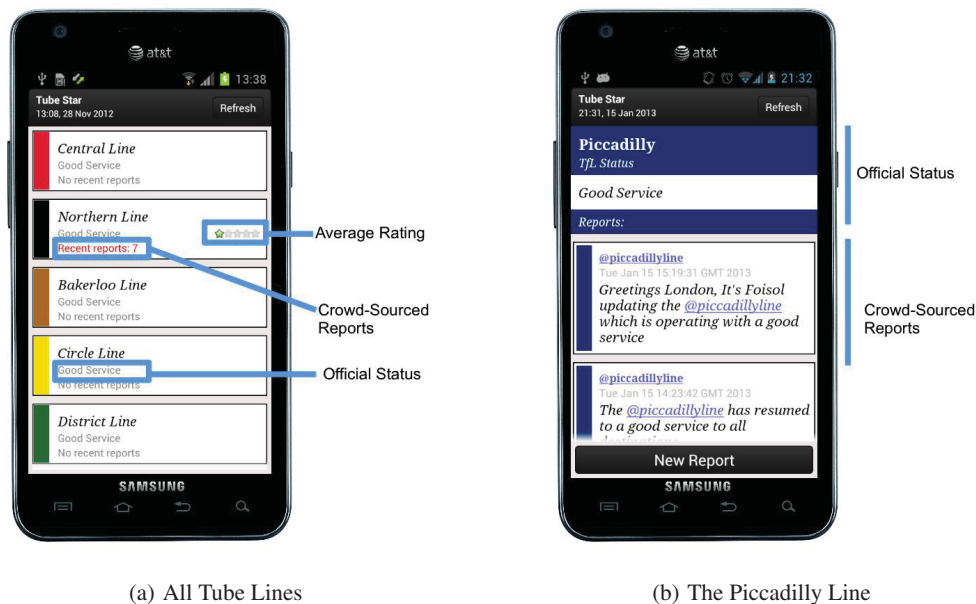 at&t
13:38
Tube Star
13:08, 28 Nov 2012
Refresh
Central Line
Good Service
No recent reports
Northern Line
Good Service
Recent reports: 7
Bakerloo Line
Good Service
No recent reports
Circle Line
Good Service
No recent reports
District Line
Good Service
No recent reports
SAMSUNG
Average Rating
Crowd-Sourced
Reports
Official Status
(a) All Tube Lines
at&t
21:32
Tube Star
21:31, 15 Jan 2013
Refresh
Piccadilly
TfL Status
Good Service
Reports:
@piccadillyline
Tue Jan 15 15:19:31 GMT 2013
Greetings London, It's Foisol
updating the @piccadillyline
which is operating with a good
service
@piccadillyline
Tue Jan 15 14:23:42 GMT 2013
The @piccadillyline has resumed
to a good service to all
New Report
SAMSUNG
Official Status
Crowd-Sourced
Reports
(b) The Piccadilly Line